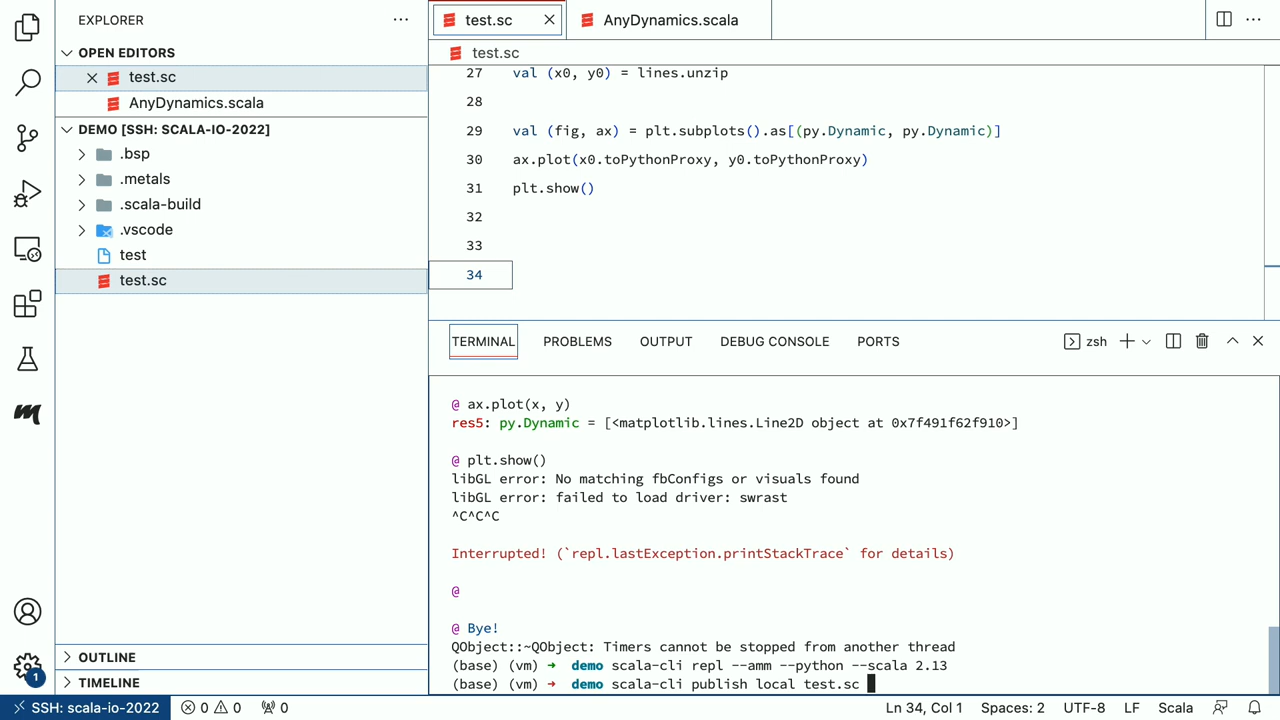 EXPLORER
OPEN EDITORS
test.sc
AnyDynamics.scala
DEMO [SSH: SCALA-IO-2022]
.bsp
.metals
.scala-build
.vscode
test
test.sc
OUTLINE
TIMELINE
test.sc
AnyDynamics.scala
test.sc
27 val (x0, y0) = lines.unzip
28
29 val (fig, ax) = plt.subplots().as[(py.Dynamic, py.Dynamic)]
30 ax.plot(x0.toPythonProxy, y0.toPythonProxy)
31 plt.show()
32
33
34
TERMINAL PROBLEMS OUTPUT DEBUG CONSOLE PORTS zsh
@ ax.plot(x, y)
res5: py.Dynamic = [<matplotlib.lines.Line2D object at 0x7f491f62f910>]
@ plt.show()
libGL error: No matching fbConfigs or visuals found
libGL error: failed to load driver: swrast
^C^C^C
Interrupted! (`repl.lastException.printStackTrace` for details)
@
@ Bye!
QObject::~QObject: Timers cannot be stopped from another thread
(base) (vm) ➜ demo scala-cli repl --amm --python --scala 2.13
(base) (vm) ➜ demo scala-cli publish local test.sc
1
SSH: scala-io-2022 0 0 0 Ln 34, Col 1 Spaces: 2 UTF-8 LF Scala